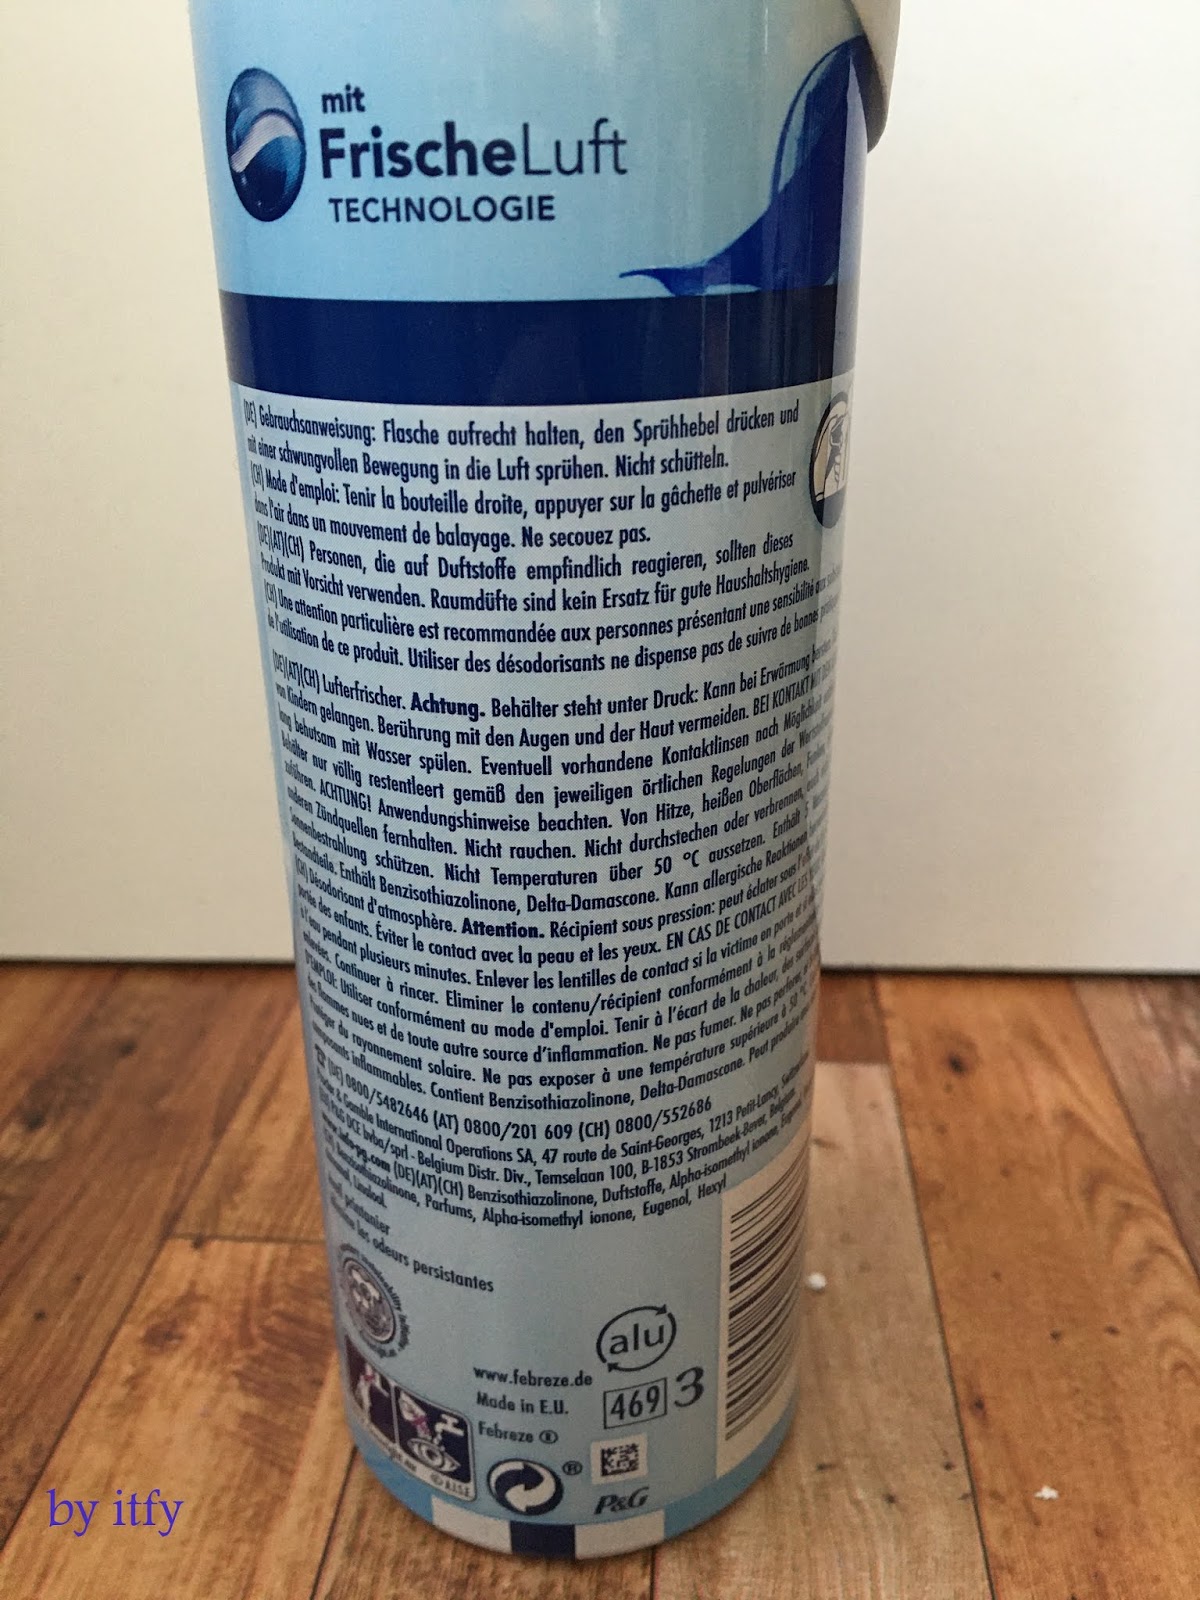 mit
FrischeLuft
TECHNOLOGIE
(DE) Gebrauchsanweisung: Flasche aufrecht halten, den Sprühhebel drücken und
mit einer schwungvollen Bewegung in die Luft sprühen. Nicht schütteln.
(CH) Mode d'emploi: Tenir la bouteille droite, appuyer sur la gâchette et pulvériser
dans l'air dans un mouvement de balayage. Ne secouez pas.
(DE)(AT)(CH) Personen, die auf Duftstoffe empfindlich reagieren, sollten dieses
Produkt mit Vorsicht verwenden. Raumdüfte sind kein Ersatz für gute Haushaltshygiene.
(CH) Une attention particulière est recommandée aux personnes présentant une sensibilité aux
de l'utilisation de ce produit. Utiliser des désodorisants ne dispense pas de suivre de bonnes
(DE)(AT)(CH) Lufterfrischer. Achtung. Behälter steht unter Druck: Kann bei Erwärmung
von Kindern gelangen. Berührung mit den Augen und der Haut vermeiden. BEI KONTAKT MIT DEN
lang behutsam mit Wasser spülen. Eventuell vorhandene Kontaktlinsen nach Möglichkeit
Behälter nur völlig restentleert gemäß den jeweiligen örtlichen Regelungen der
zuführen. ACHTUNG! Anwendungshinweise beachten. Von Hitze, heißen Oberflächen,
anderen Zündquellen fernhalten. Nicht rauchen. Nicht durchstechen oder verbrennen,
Sonnenbestrahlung schützen. Nicht Temperaturen über 50 °C aussetzen. Enthält 5
Bestandteile. Enthält Benzisothiazolinone, Delta-Damascone. Kann allergische Reaktionen
(CH) Désodorisant d'atmosphère. Attention. Récipient sous pression: peut éclater sous l'
portée des enfants. Éviter le contact avec la peau et les yeux. EN CAS DE CONTACT AVEC LES
à l'eau pendant plusieurs minutes. Enlever les lentilles de contact si la victime en porte et si
enlevées. Continuer à rincer. Eliminer le contenu/récipient conformément à la
D'EMPLOI: Utiliser conformément au mode d'emploi. Tenir à l'écart de la chaleur, des
des flammes nues et de toute autre source d'inflammation. Ne pas fumer. Ne pas perforer,
Protéger du rayonnement solaire. Ne pas exposer à une température supérieure à 50 °C
composants inflammables. Contient Benzisothiazolinone, Delta-Damascone. Peut produire
(DE) 0800/5482646 (AT) 0800/201 609 (CH) 0800/552686
Procter & Gamble International Operations SA, 47 route de Saint-Georges, 1213 Petit-Lancy,
P&G DCE bvba/sprl - Belgium Distr. Div., Temselaan 100, B-1853 Strombeek-Bever,
www.info-pg.com (DE)(AT)(CH) Benzisothiazolinone, Duftstoffe, Alpha-isomethyl ionone,
(CH) Benzisothiazolinone, Parfums, Alpha-isomethyl ionone, Eugenol, Hexyl
Linalool.
printanier
les odeurs persistantes
alu
www.febreze.de
Made in E.U.
469 3
Febreze ®
®
© A.I.S.E.
P&G
by itfy